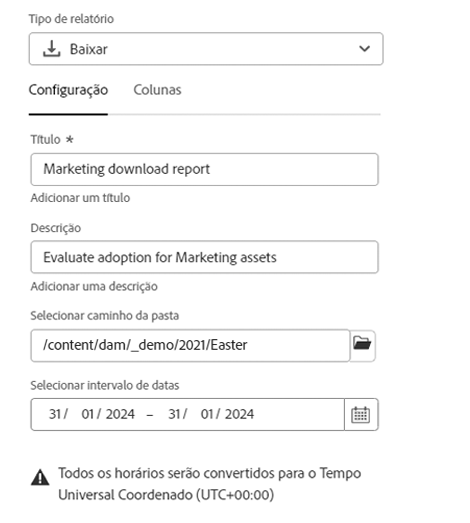 Tipo de relatório
Baixar
Configuração Colunas
Título *
Marketing download report
Adicionar um título
Descrição
Evaluate adoption for Marketing assets
Adicionar uma descrição
Selecionar caminho da pasta
/content/dam/_demo/2021/Easter
Selecionar intervalo de datas
31/ 01/ 2024 – 31/ 01/ 2024
Todos os horários serão convertidos para o Tempo
Universal Coordenado (UTC+00:00)